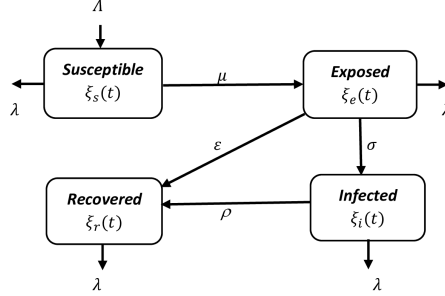 Λ
Susceptible
ξₛ(t)
μ
Exposed
ξₑ(t)
λ
λ
ε
σ
Recovered
ξᵣ(t)
ρ
Infected
ξᵢ(t)
λ
λ